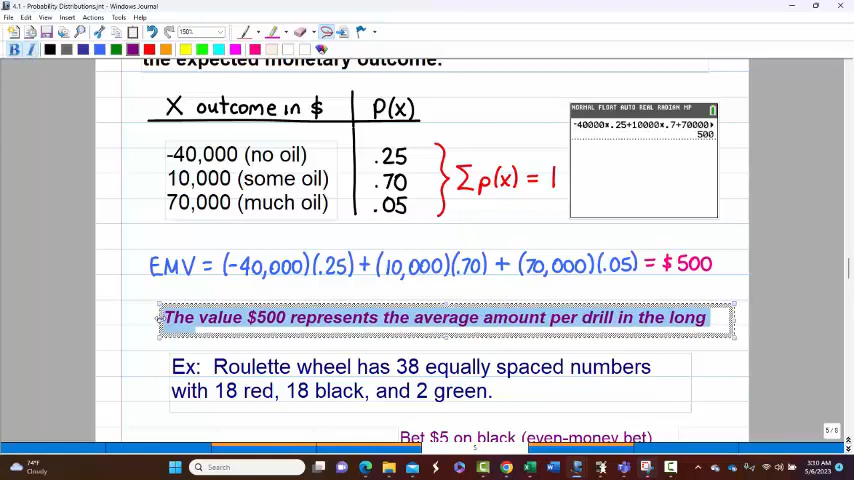 4.1 - Probability Distributions.jnt - Windows Journal
File Edit View Insert Actions Tools Help
150%
B I
the expected monetary outcome.
X outcome in $ P(x)
-40,000 (no oil) .25
10,000 (some oil) .70
70,000 (much oil) .05
Σp(x) = 1
NORMAL FLOAT AUTO REAL RADIAN MP
-40000*.25+10000*.7+70000
500
EMV = (-40,000)(.25) + (10,000)(.70) + (70,000)(.05) = $500
The value $500 represents the average amount per drill in the long
Ex: Roulette wheel has 38 equally spaced numbers
with 18 red, 18 black, and 2 green.
Bet $5 on black (even-money bet)
5/8
5
74°F
Cloudy
Search
3:10 AM
5/6/2023